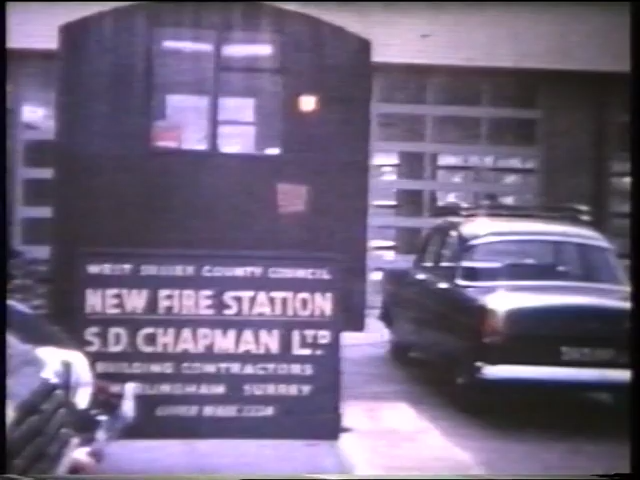 WEST SUSSEX COUNTY COUNCIL
NEW FIRE STATION
S.D. CHAPMAN LTD
BUILDING CONTRACTORS
SURREY